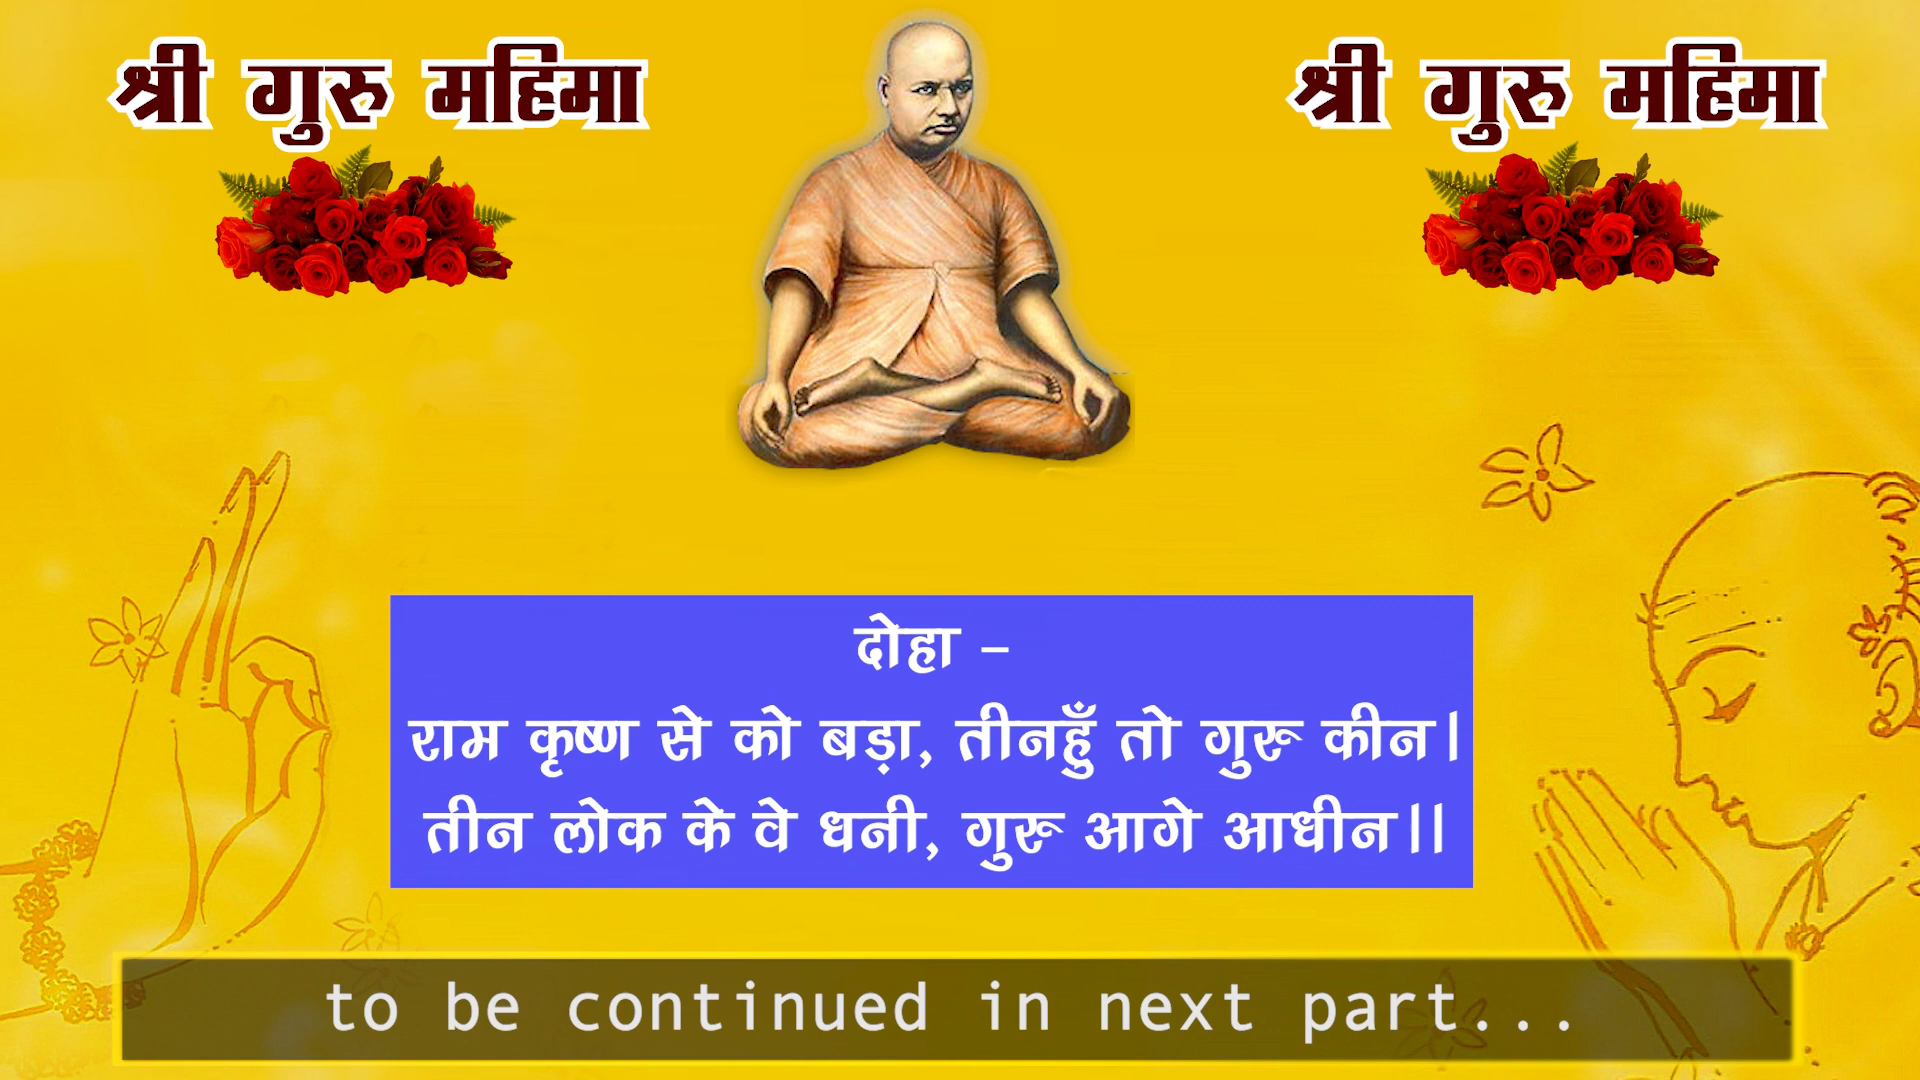 श्री गुरु महिमा
श्री गुरु महिमा
दोहा –
राम कृष्ण से को बड़ा, तीनहुँ तो गुरू कीन।
तीन लोक के वे धनी, गुरू आगे आधीन।।
to be continued in next part...